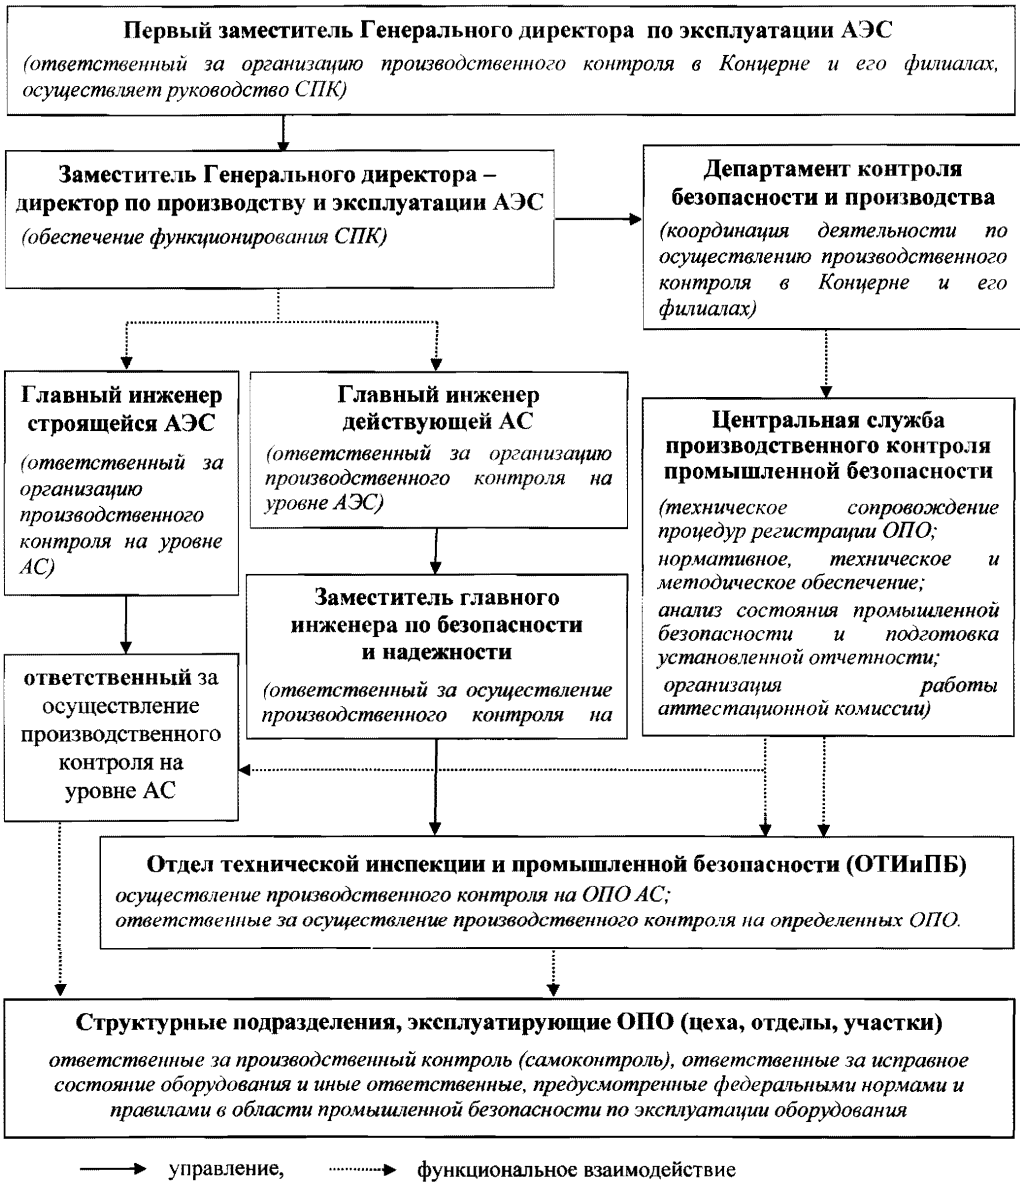 Первый заместитель Генерального директора по эксплуатации АЭС
(ответственный за организацию производственного контроля в Концерне и его филиалах,
осуществляет руководство СПК)
Заместитель Генерального директора –
директор по производству и эксплуатации АЭС
(обеспечение функционирования СПК)
Департамент контроля
безопасности и производства
(координация деятельности по
осуществлению производственного
контроля в Концерне и его
филиалах)
Главный инженер
строящейся АЭС
(ответственный за
организацию
производственного
контроля на уровне
АС)
Главный инженер
действующей АС
(ответственный за организацию
производственного контроля на
уровне АЭС)
Центральная служба
производственного контроля
промышленной безопасности
(техническое сопровождение
процедур регистрации ОПО;
нормативное, техническое и
методическое обеспечение;
анализ состояния промышленной
безопасности и подготовка
установленной отчетности;
организация работы
аттестационной комиссии)
Заместитель главного
инженера по безопасности
и надежности
(ответственный за осуществление
производственного контроля на
ответственный за
осуществление
производственного
контроля на
уровне АС
Отдел технической инспекции и промышленной безопасности (ОТИиПБ)
осуществление производственного контроля на ОПО АС;
ответственные за осуществление производственного контроля на определенных ОПО.
Структурные подразделения, эксплуатирующие ОПО (цеха, отделы, участки)
ответственные за производственный контроль (самоконтроль), ответственные за исправное
состояние оборудования и иные ответственные, предусмотренные федеральными нормами и
правилами в области промышленной безопасности по эксплуатации оборудования
управление, функциональное взаимодействие